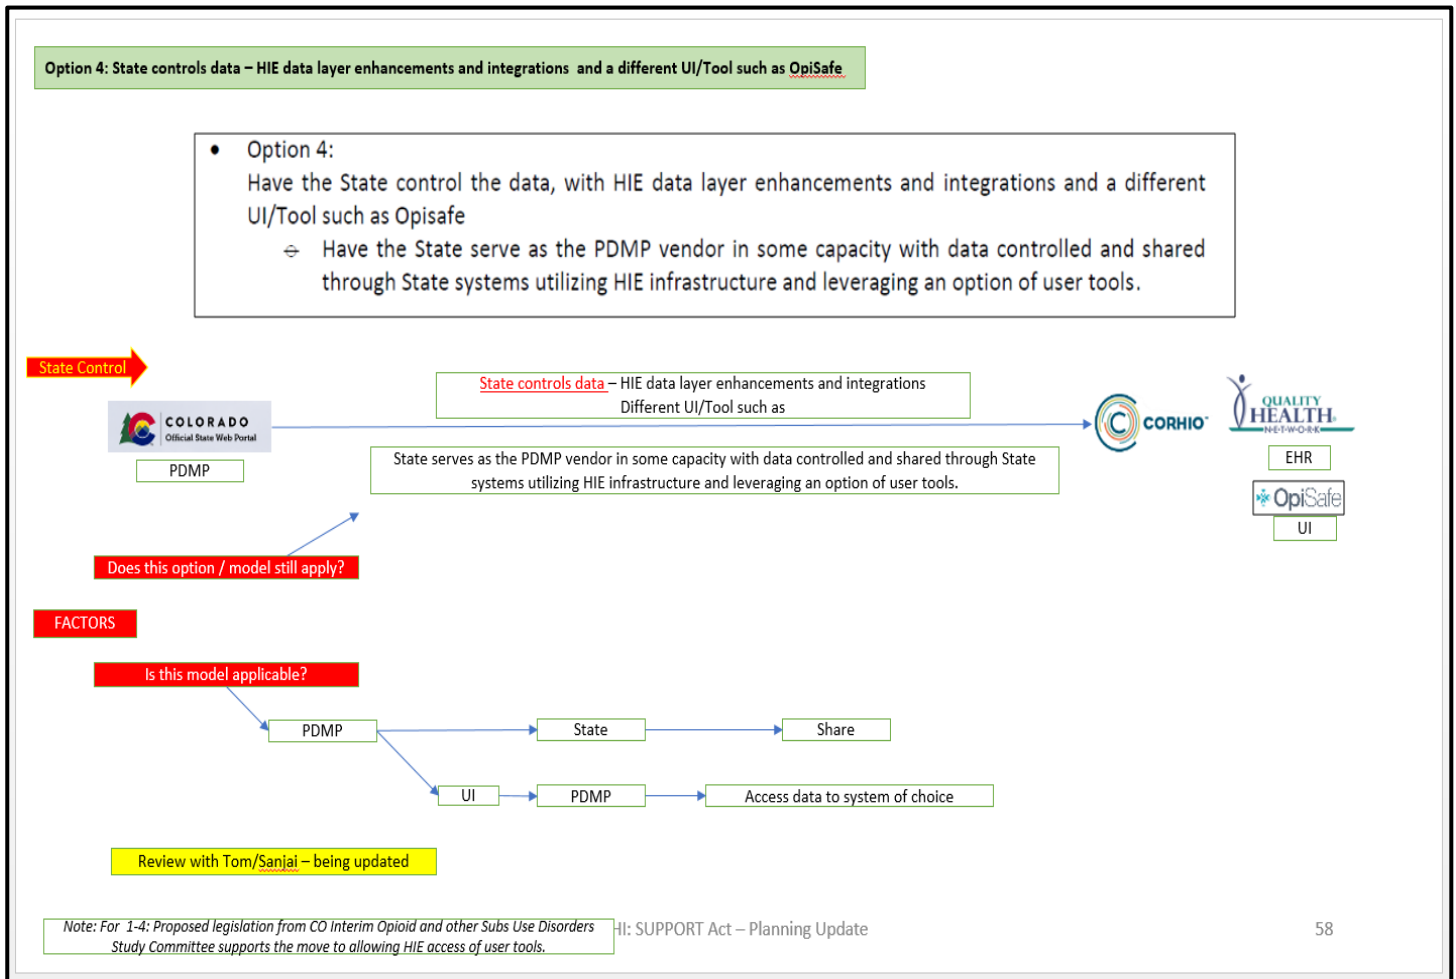 Option 4: State controls data – HIE data layer enhancements and integrations and a different UI/Tool such as OpiSafe
• Option 4:
Have the State control the data, with HIE data layer enhancements and integrations and a different
UI/Tool such as Opisafe
Have the State serve as the PDMP vendor in some capacity with data controlled and shared
through State systems utilizing HIE infrastructure and leveraging an option of user tools.
State Control
State controls data – HIE data layer enhancements and integrations
Different UI/Tool such as
COLORADO
Official State Web Portal
PDMP
CORHIO™
QUALITY
HEALTH
NETWORK
EHR
OpiSafe
UI
State serves as the PDMP vendor in some capacity with data controlled and shared through State
systems utilizing HIE infrastructure and leveraging an option of user tools.
Does this option / model still apply?
FACTORS
Is this model applicable?
PDMP
State
Share
UI
PDMP
Access data to system of choice
Review with Tom/Sanjai – being updated
Note: For 1-4: Proposed legislation from CO Interim Opioid and other Subs Use Disorders
Study Committee supports the move to allowing HIE access of user tools.
HI: SUPPORT Act – Planning Update
58